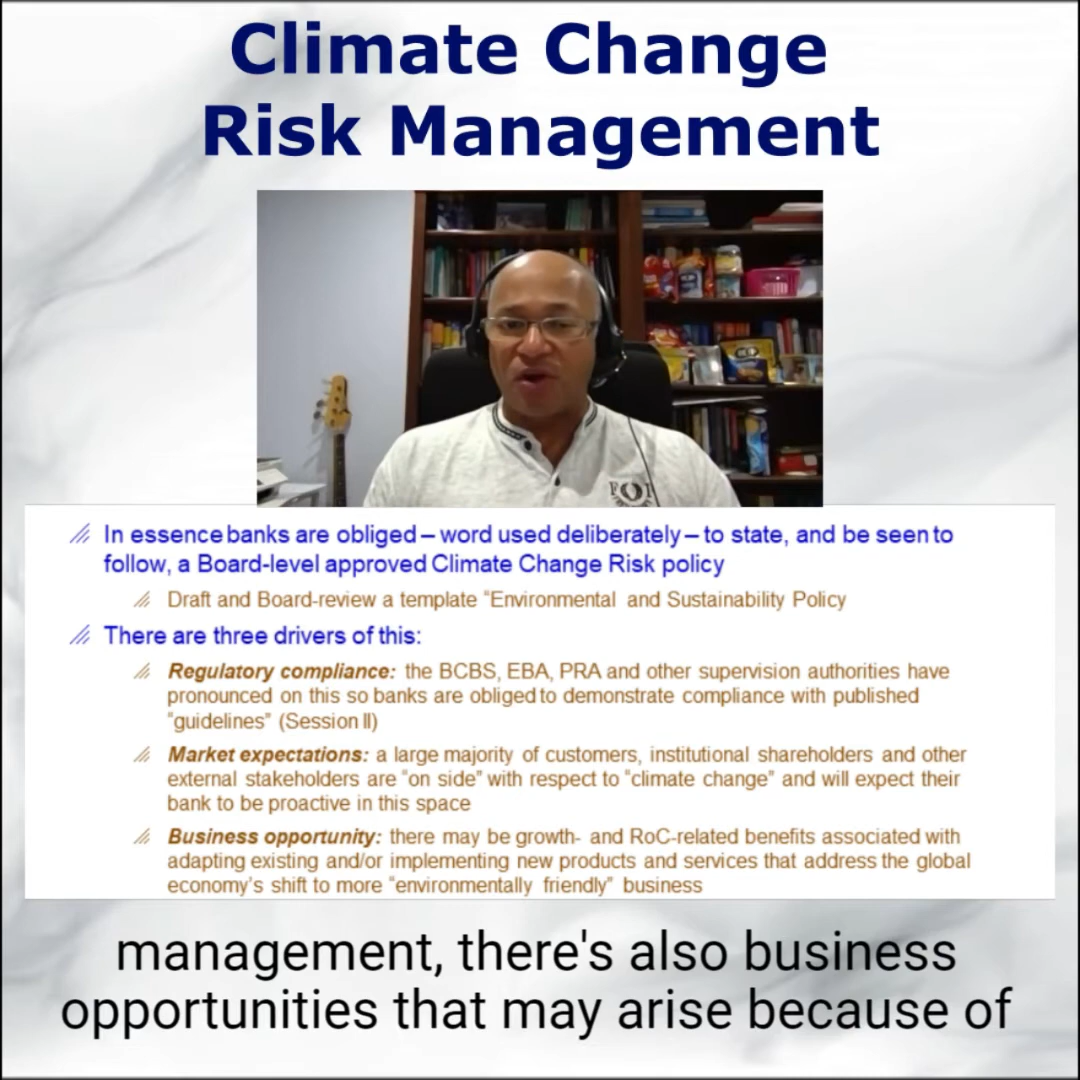 Climate Change
Risk Management
FOI
In essence banks are obliged – word used deliberately – to state, and be seen to
follow, a Board-level approved Climate Change Risk policy
Draft and Board-review a template “Environmental and Sustainability Policy
There are three drivers of this:
Regulatory compliance: the BCBS, EBA, PRA and other supervision authorities have
pronounced on this so banks are obliged to demonstrate compliance with published
“guidelines” (Session II)
Market expectations: a large majority of customers, institutional shareholders and other
external stakeholders are “on side” with respect to “climate change” and will expect their
bank to be proactive in this space
Business opportunity: there may be growth- and RoC-related benefits associated with
adapting existing and/or implementing new products and services that address the global
economy’s shift to more “environmentally friendly” business
management, there's also business
opportunities that may arise because of